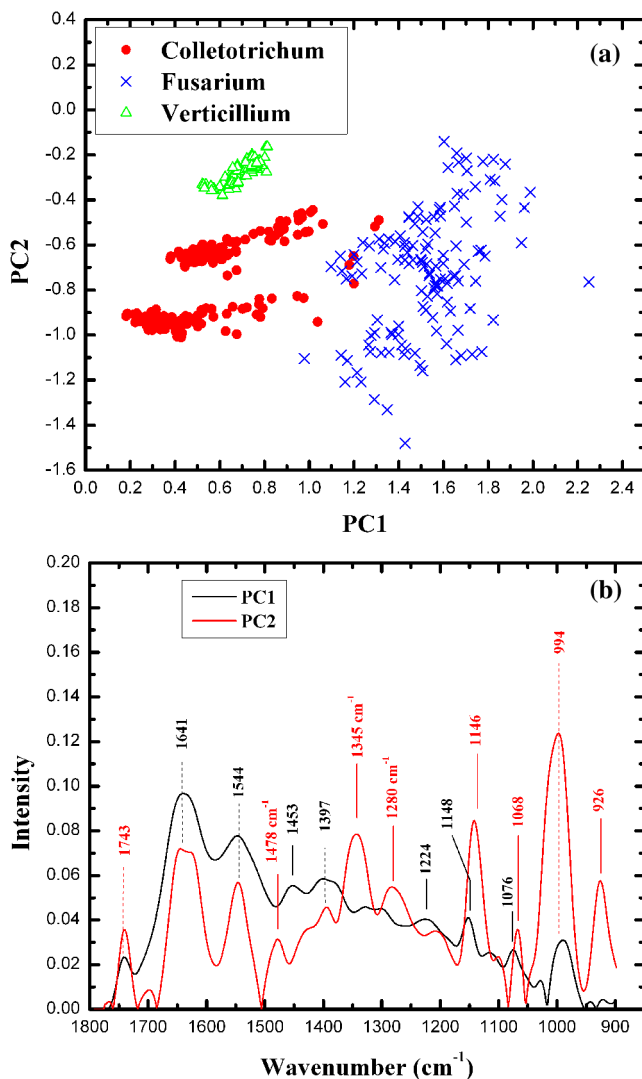 (a)
Colletotrichum
Fusarium
Verticillium
0.4
0.2
0.0
-0.2
-0.4
-0.6
-0.8
-1.0
-1.2
-1.4
-1.6
PC2
0.0 0.2 0.4 0.6 0.8 1.0 1.2 1.4 1.6 1.8 2.0 2.2 2.4
PC1
(b)
PC1
PC2
0.20
0.18
0.16
0.14
0.12
0.10
0.08
0.06
0.04
0.02
0.00
Intensity
1743
1641
1544
1478 cm⁻¹
1453
1397
1345 cm⁻¹
1280 cm⁻¹
1224
1148
1146
1076
1068
994
926
1800 1700 1600 1500 1400 1300 1200 1100 1000 900
Wavenumber (cm⁻¹)